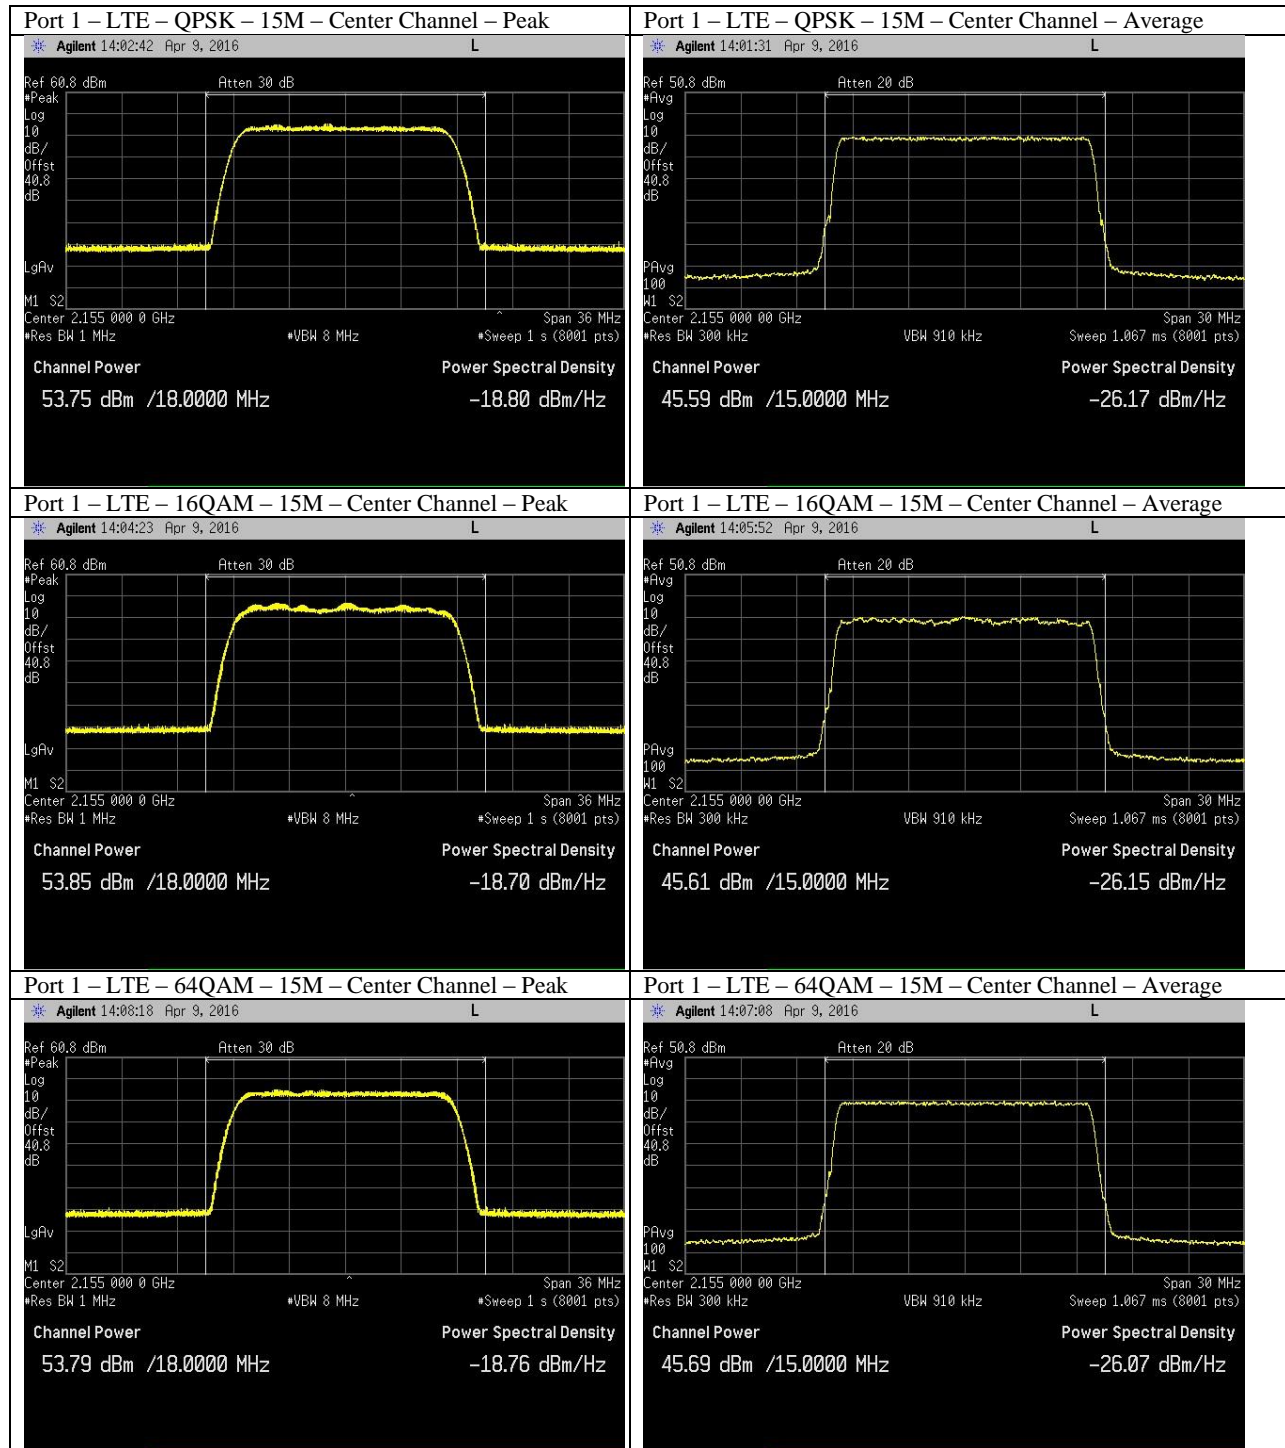 Port 1 – LTE – QPSK – 15M – Center Channel – Peak
Agilent 14:02:42 Apr 9, 2016 L
Ref 60.8 dBm Atten 30 dB
#Peak
Log
10
dB/
Offst
40.8
dB
LgAv
M1 S2
Center 2.155 000 0 GHz ^ Span 36 MHz
#Res BW 1 MHz #VBW 8 MHz #Sweep 1 s (8001 pts)
Channel Power Power Spectral Density
53.75 dBm /18.0000 MHz -18.80 dBm/Hz
Port 1 – LTE – QPSK – 15M – Center Channel – Average
Agilent 14:01:31 Apr 9, 2016 L
Ref 50.8 dBm Atten 20 dB
#Avg
Log
10
dB/
Offst
40.8
dB
PAvg
100
W1 S2
Center 2.155 000 00 GHz Span 30 MHz
#Res BW 300 kHz VBW 910 kHz Sweep 1.067 ms (8001 pts)
Channel Power Power Spectral Density
45.59 dBm /15.0000 MHz -26.17 dBm/Hz
Port 1 – LTE – 16QAM – 15M – Center Channel – Peak
Agilent 14:04:23 Apr 9, 2016 L
Ref 60.8 dBm Atten 30 dB
#Peak
Log
10
dB/
Offst
40.8
dB
LgAv
M1 S2
Center 2.155 000 0 GHz ^ Span 36 MHz
#Res BW 1 MHz #VBW 8 MHz #Sweep 1 s (8001 pts)
Channel Power Power Spectral Density
53.85 dBm /18.0000 MHz -18.70 dBm/Hz
Port 1 – LTE – 16QAM – 15M – Center Channel – Average
Agilent 14:05:52 Apr 9, 2016 L
Ref 50.8 dBm Atten 20 dB
#Avg
Log
10
dB/
Offst
40.8
dB
PAvg
100
W1 S2
Center 2.155 000 00 GHz Span 30 MHz
#Res BW 300 kHz VBW 910 kHz Sweep 1.067 ms (8001 pts)
Channel Power Power Spectral Density
45.61 dBm /15.0000 MHz -26.15 dBm/Hz
Port 1 – LTE – 64QAM – 15M – Center Channel – Peak
Agilent 14:08:18 Apr 9, 2016 L
Ref 60.8 dBm Atten 30 dB
#Peak
Log
10
dB/
Offst
40.8
dB
LgAv
M1 S2
Center 2.155 000 0 GHz ^ Span 36 MHz
#Res BW 1 MHz #VBW 8 MHz #Sweep 1 s (8001 pts)
Channel Power Power Spectral Density
53.79 dBm /18.0000 MHz -18.76 dBm/Hz
Port 1 – LTE – 64QAM – 15M – Center Channel – Average
Agilent 14:07:08 Apr 9, 2016 L
Ref 50.8 dBm Atten 20 dB
#Avg
Log
10
dB/
Offst
40.8
dB
PAvg
100
W1 S2
Center 2.155 000 00 GHz Span 30 MHz
#Res BW 300 kHz VBW 910 kHz Sweep 1.067 ms (8001 pts)
Channel Power Power Spectral Density
45.69 dBm /15.0000 MHz -26.07 dBm/Hz